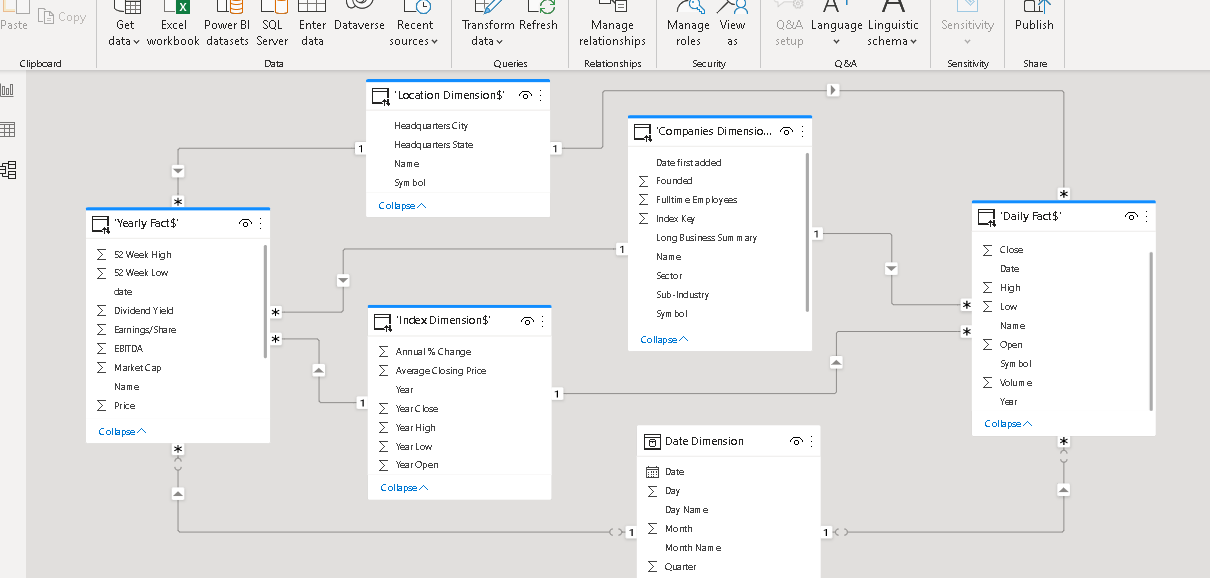 Paste
Copy
Get data
Excel workbook
Power BI datasets
SQL Server
Enter data
Dataverse
Recent sources
Transform data
Refresh
Manage relationships
Manage roles
View as
Q&A setup
Language
Linguistic schema
Sensitivity
Publish
Clipboard
Data
Queries
Relationships
Security
Q&A
Sensitivity
Share
'Location Dimension$'
Headquarters City
Headquarters State
Name
Symbol
Collapse
1
1
'Companies Dimensio...
Date first added
Founded
Fulltime Employees
Index Key
Long Business Summary
Name
Sector
Sub-Industry
Symbol
Collapse
1
1
'Yearly Fact$'
52 Week High
52 Week Low
date
Dividend Yield
Earnings/Share
EBITDA
Market Cap
Name
Price
Collapse
*
*
*
*
'Index Dimension$'
Annual % Change
Average Closing Price
Year
Year Close
Year High
Year Low
Year Open
Collapse
1
1
'Daily Fact$'
Close
Date
High
Low
Name
Open
Symbol
Volume
Year
Collapse
*
*
*
*
Date Dimension
Date
Day
Day Name
Month
Month Name
Quarter
1
1